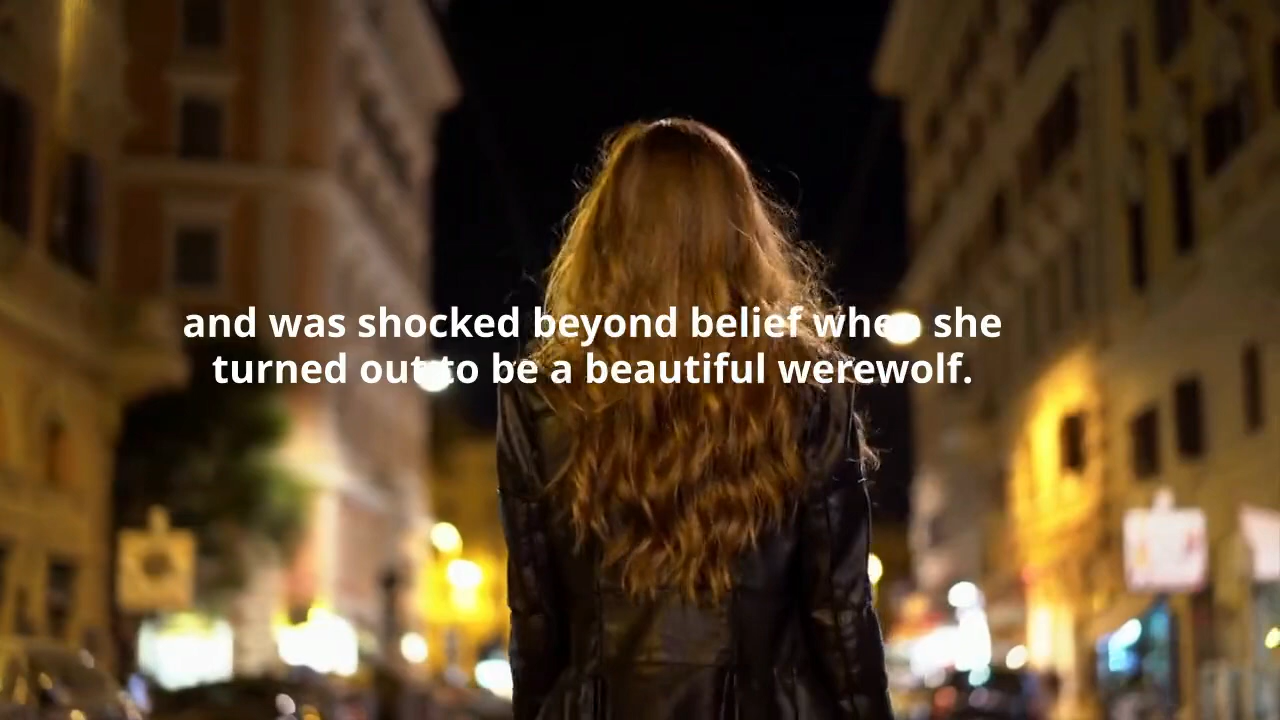 and was shocked beyond belief when she
turned out to be a beautiful werewolf.